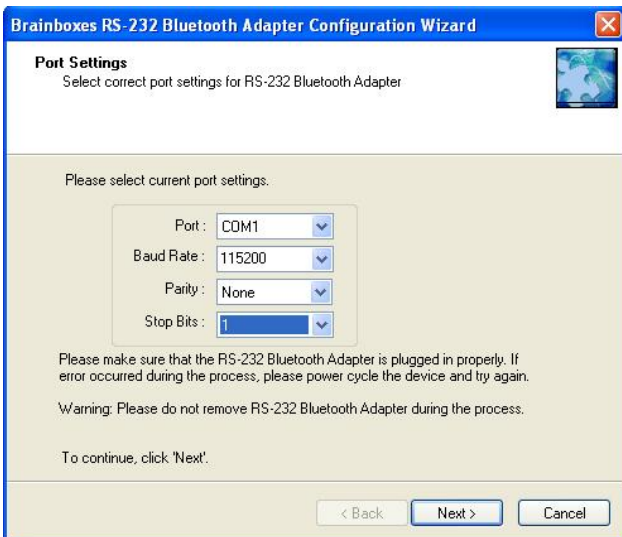 Brainboxes RS-232 Bluetooth Adapter Configuration Wizard
Port Settings
Select correct port settings for RS-232 Bluetooth Adapter
Please select current port settings.
Port : COM1
Baud Rate : 115200
Parity : None
Stop Bits : 1
Please make sure that the RS-232 Bluetooth Adapter is plugged in properly. If
error occurred during the process, please power cycle the device and try again.
Warning: Please do not remove RS-232 Bluetooth Adapter during the process.
To continue, click 'Next'.
< Back Next > Cancel